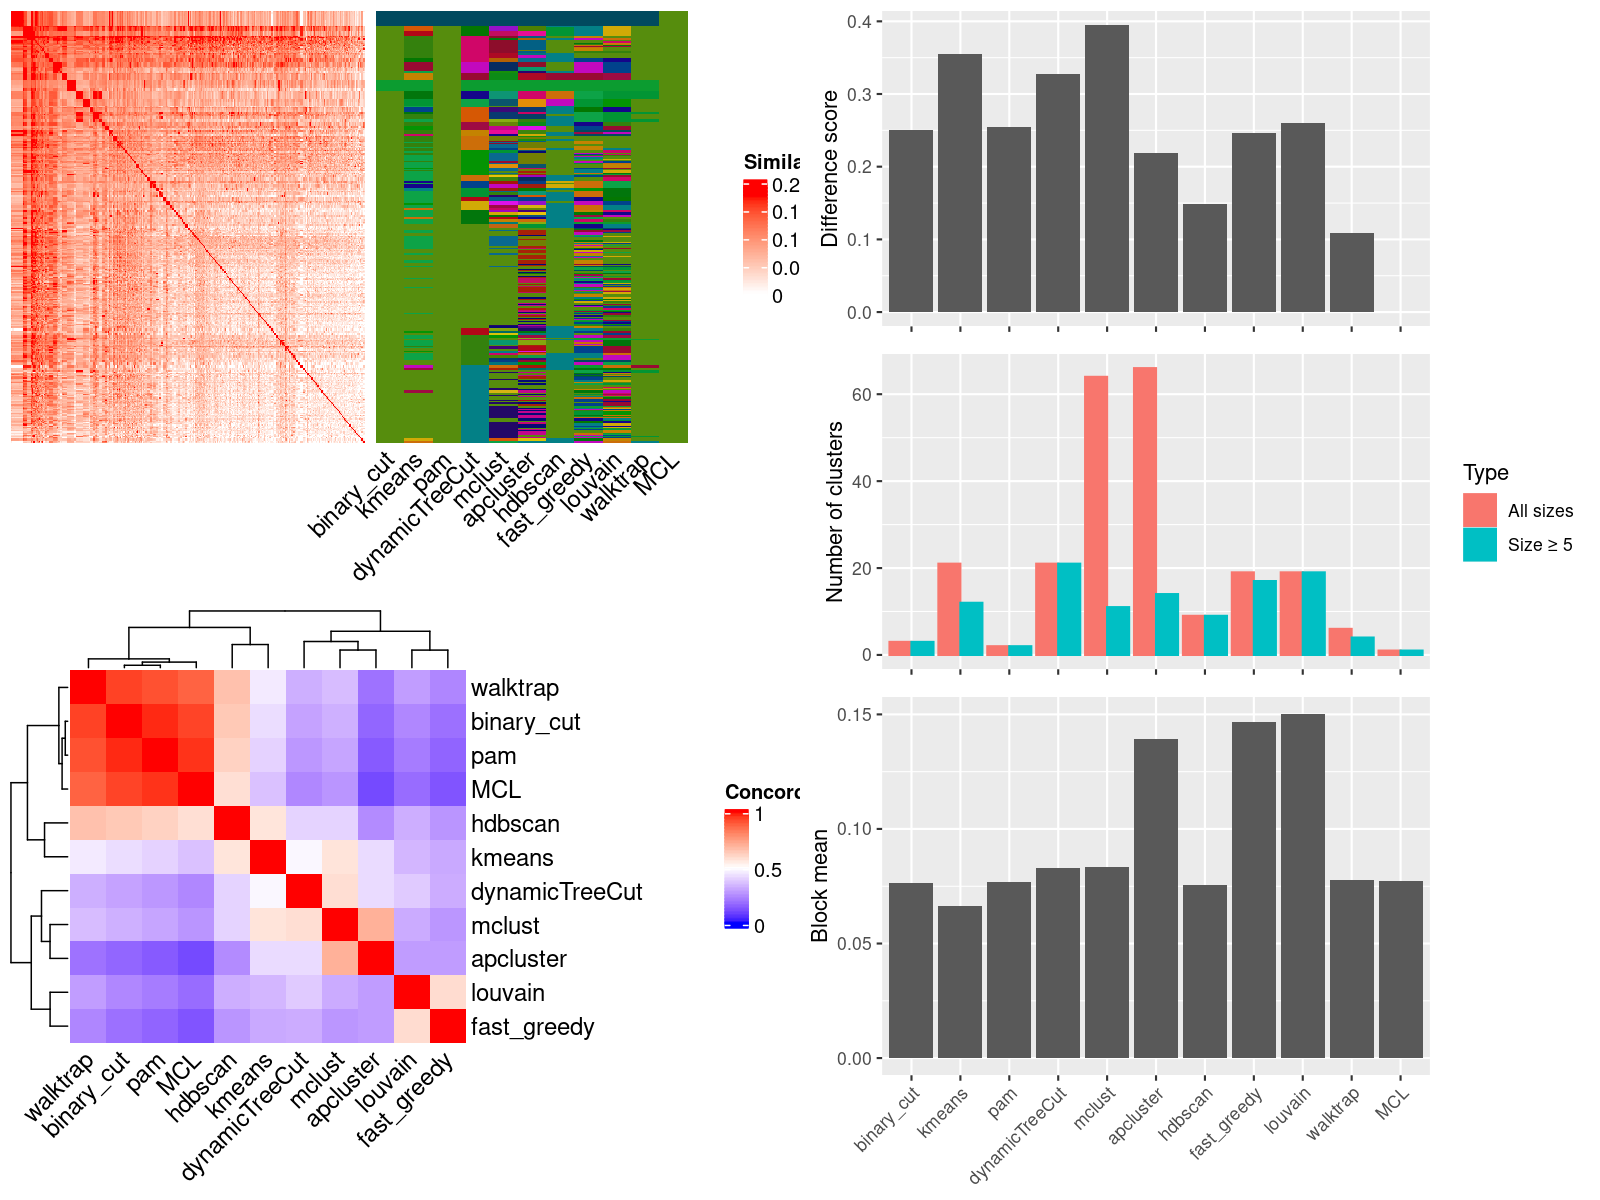 Simila
0.2
0.1
0.1
0.0
0
binary_cut
kmeans
pam
dynamicTreeCut
mclust
apcluster
hdbscan
fast_greedy
louvain
walktrap
MCL
walktrap
binary_cut
pam
MCL
hdbscan
kmeans
dynamicTreeCut
mclust
apcluster
louvain
fast_greedy
walktrap
binary_cut
pam
MCL
hdbscan
kmeans
dynamicTreeCut
mclust
apcluster
louvain
fast_greedy
Concord
1
0.5
0
Difference score
0.4
0.3
0.2
0.1
0.0
Number of clusters
60
40
20
0
Type
All sizes
Size ≥ 5
Block mean
0.15
0.10
0.05
0.00
binary_cut
kmeans
pam
dynamicTreeCut
mclust
apcluster
hdbscan
fast_greedy
louvain
walktrap
MCL